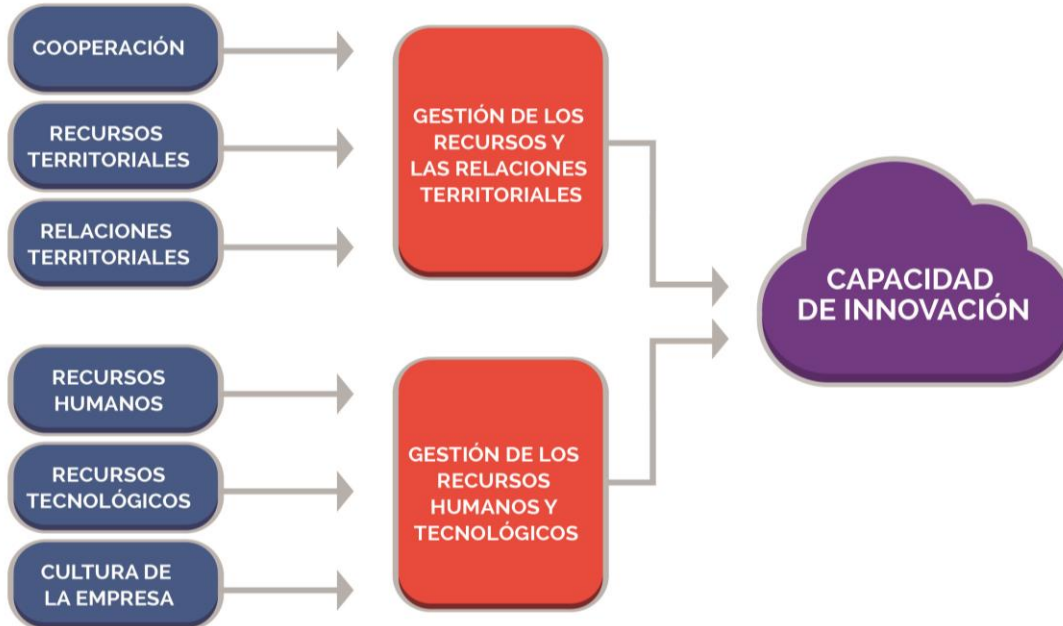 COOPERACIÓN
RECURSOS
TERRITORIALES
RELACIONES
TERRITORIALES
GESTIÓN DE LOS
RECURSOS Y
LAS RELACIONES
TERRITORIALES
RECURSOS
HUMANOS
RECURSOS
TECNOLÓGICOS
CULTURA DE
LA EMPRESA
GESTIÓN DE LOS
RECURSOS
HUMANOS Y
TECNOLÓGICOS
CAPACIDAD
DE INNOVACIÓN